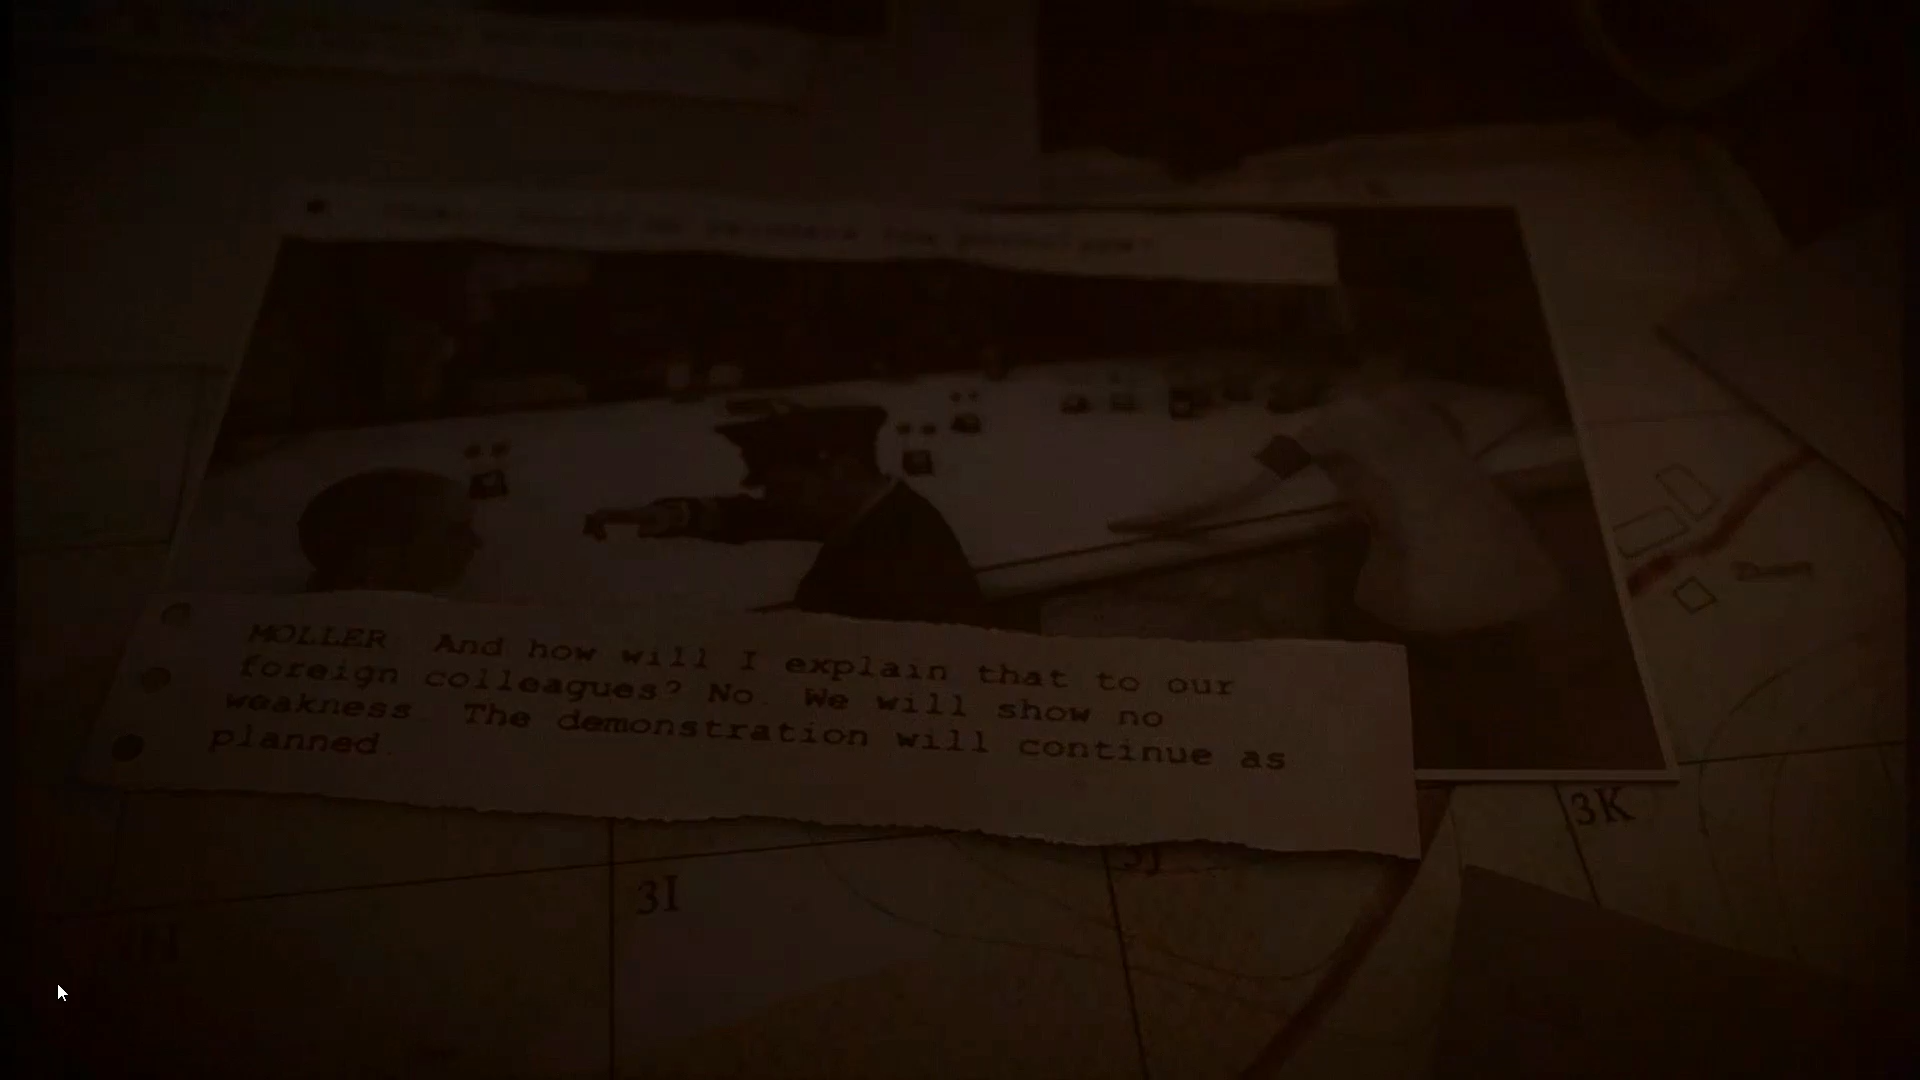 MOLLER And how will I explain that to our
foreign colleagues? No. We will show no
weakness The demonstration will continue as
planned
3K
3J
3I